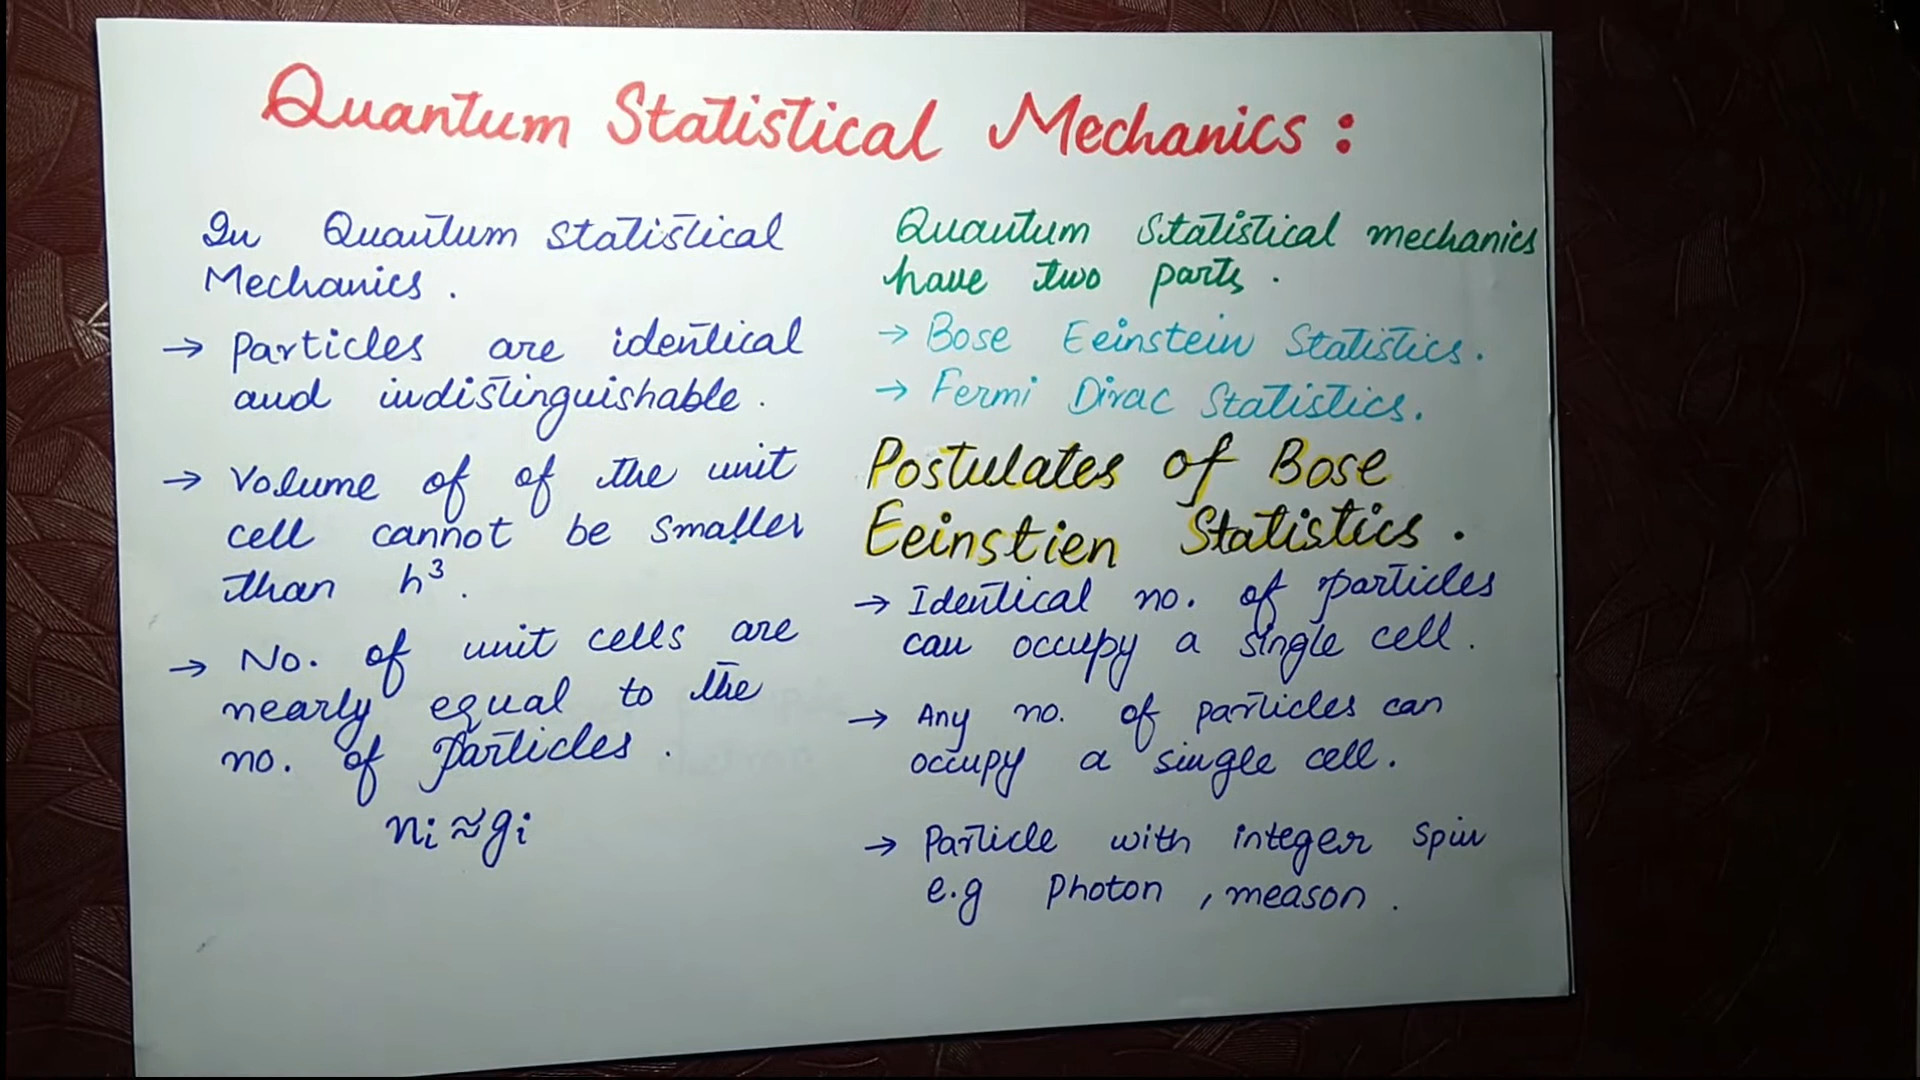 Quantum Statistical Mechanics :
In Quantum statistical
Mechanics .
→ Particles are identical
and indistinguishable .
→ Volume of of the unit
cell cannot be smaller
than h³ .
→ No. of unit cells are
nearly equal to the
no. of Particles .
ni ≈ gi
Quantum Statistical mechanics
have two parts .
→ Bose Eeinstein Statistics .
→ Fermi Dirac Statistics .
Postulates of Bose
Eeinstien Statistics .
→ Identical no. of Particles
can occupy a single cell .
→ Any no. of particles can
occupy a single cell .
→ Particle with integer spin
e.g Photon , measson .